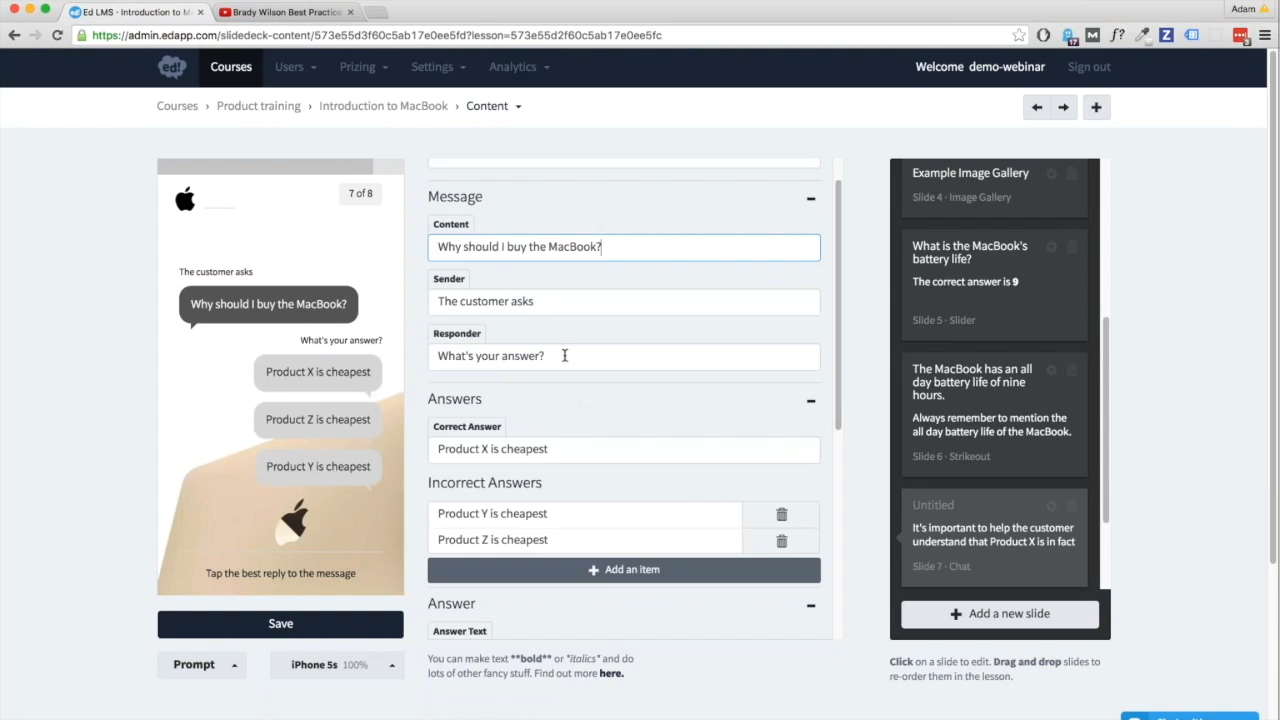 Ed LMS - Introduction to M
Brady Wilson Best Practice
Adam
https://admin.edapp.com/slidedeck-content/573e55d3f60c5ab17e0ee5fd?lesson=573e55d2f60c5ab17e0ee5fc
17
M
f?
Z
ed!
Courses
Users
Prizing
Settings
Analytics
Welcome demo-webinar
Sign out
Courses › Product training › Introduction to MacBook › Content
7 of 8
The customer asks
Why should I buy the MacBook?
What's your answer?
Product X is cheapest
Product Z is cheapest
Product Y is cheapest
Tap the best reply to the message
Save
Prompt
iPhone 5s 100%
Message
Content
Why should I buy the MacBook?
Sender
The customer asks
Responder
What's your answer?
Answers
Correct Answer
Product X is cheapest
Incorrect Answers
Product Y is cheapest
Product Z is cheapest
Add an item
Answer
Answer Text
You can make text **bold** or *italics* and do
lots of other fancy stuff. Find out more here.
Example Image Gallery
Slide 4 · Image Gallery
What is the MacBook's
battery life?
The correct answer is 9
Slide 5 · Slider
The MacBook has an all
day battery life of nine
hours.
Always remember to mention the
all day battery life of the MacBook.
Slide 6 · Strikeout
Untitled
It's important to help the customer
understand that Product X is in fact
Slide 7 · Chat
Add a new slide
Click on a slide to edit. Drag and drop slides to
re-order them in the lesson.